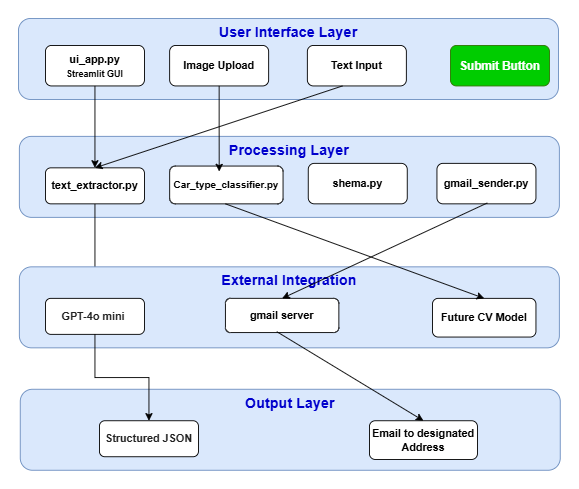 User Interface Layer
ui_app.py
Streamlit GUI
Image Upload
Text Input
Submit Button
Processing Layer
text_extractor.py
Car_type_classifier.py
shema.py
gmail_sender.py
External Integration
GPT-4o mini
gmail server
Future CV Model
Output Layer
Structured JSON
Email to designated
Address